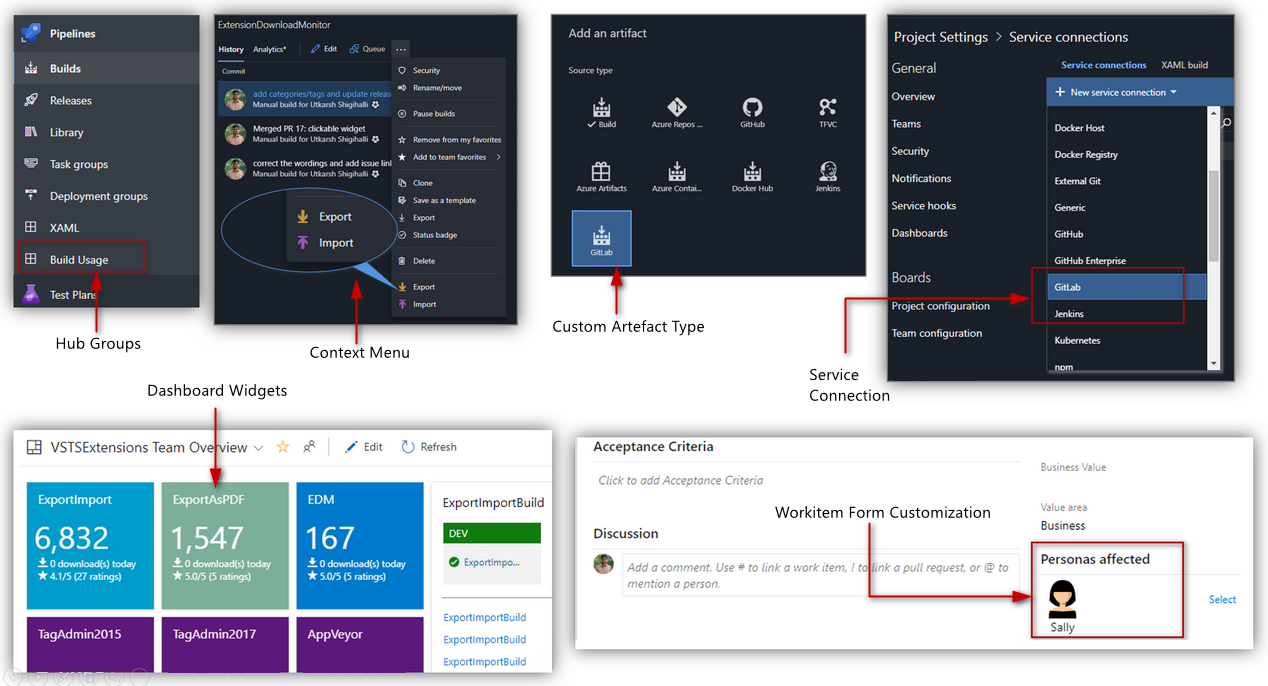 Pipelines
Builds
Releases
Library
Task groups
Deployment groups
XAML
Build Usage
Test Plans
Hub Groups
ExtensionDownloadMonitor
History Analytics* Edit Queue ...
Commit
add categories/tags and update releas
Manual build for Utkarsh Shigihalli
Merged PR 17: clickable widget
Manual build for Utkarsh Shigihalli
correct the wordings and add issue link
Manual build for Utkarsh Shigihalli
Export
Import
Security
Rename/move
Pause builds
Remove from my favorites
Add to team favorites
Clone
Save as a template
Export
Status badge
Delete
Export
Import
Context Menu
Add an artifact
Source type
Build
Azure Repos ...
GitHub
TFVC
Azure Artifacts
Azure Contai...
Docker Hub
Jenkins
GitLab
Custom Artefact Type
Project Settings > Service connections
General
Overview
Teams
Security
Notifications
Service hooks
Dashboards
Boards
Project configuration
Team configuration
Service connections XAML build
+ New service connection
Docker Host
Docker Registry
External Git
Generic
GitHub
GitHub Enterprise
GitLab
Jenkins
Kubernetes
npm
Service
Connection
Dashboard Widgets
VSTSExtensions Team Overview Edit Refresh
ExportImport
6,832
0 download(s) today
4.1/5 (27 ratings)
ExportAsPDF
1,547
0 download(s) today
5.0/5 (5 ratings)
EDM
167
0 download(s) today
5.0/5 (5 ratings)
ExportImportBuild
DEV
ExportImpo...
ExportImportBuild
ExportImportBuild
ExportImportBuild
TagAdmin2015
TagAdmin2017
AppVeyor
Acceptance Criteria
Click to add Acceptance Criteria
Discussion
Add a comment. Use # to link a work item, ! to link a pull request, or @ to
mention a person.
Workitem Form Customization
Business Value
Value area
Business
Personas affected
Sally
Select